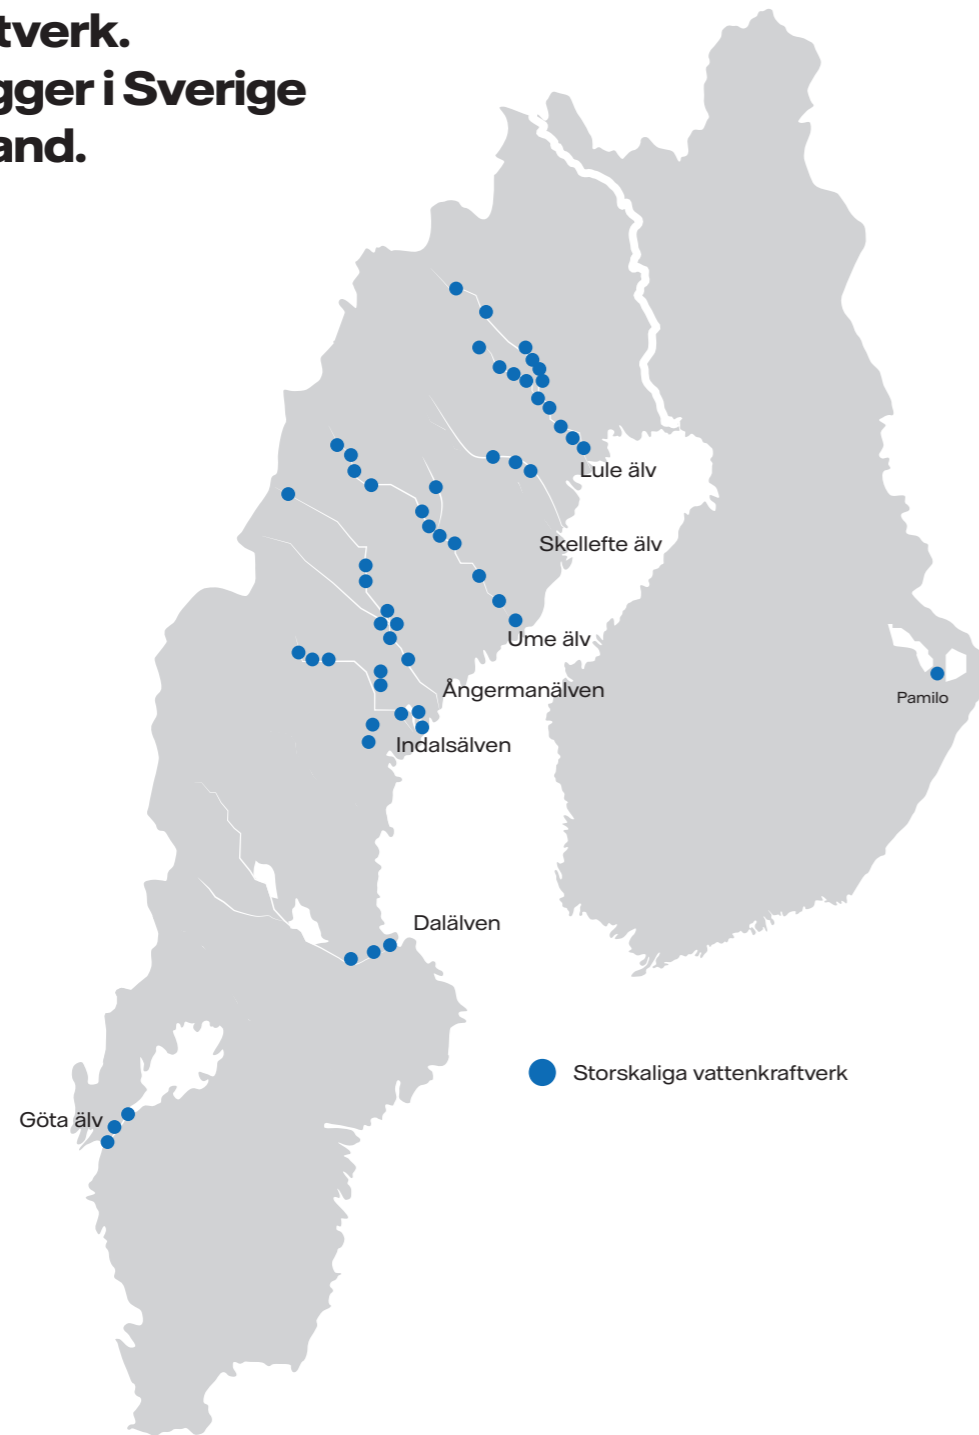 tverk.
gger i Sverige
and.
Lule älv
Skellefte älv
Ume älv
Pamilo
Ångermanälven
Indalsälven
Dalälven
Storskaliga vattenkraftverk
Göta älv